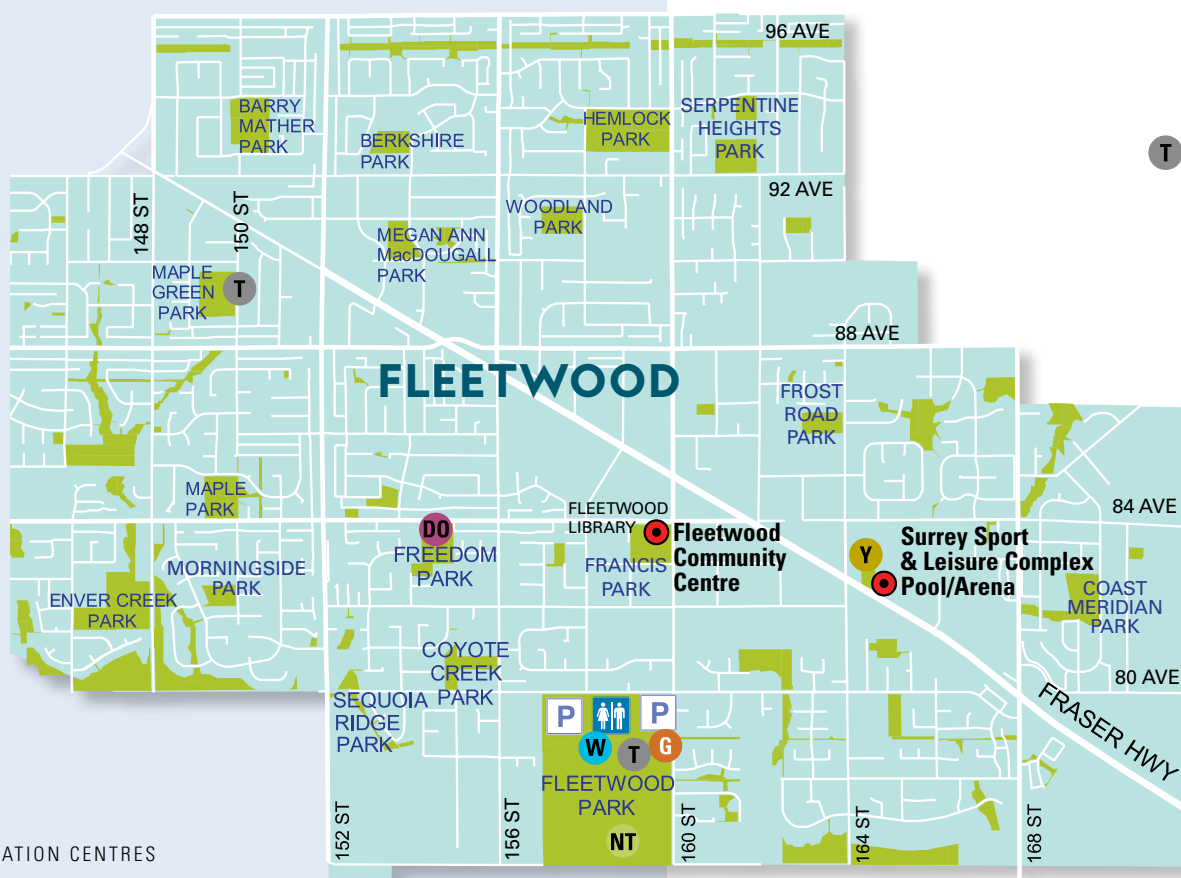 96 AVE
BARRY
MATHER
PARK
BERKSHIRE
PARK
HEMLOCK
PARK
SERPENTINE
HEIGHTS
PARK
T
148 ST
150 ST
92 AVE
WOODLAND
PARK
MEGAN ANN
MacDOUGALL
PARK
MAPLE
GREEN
PARK
T
88 AVE
FLEETWOOD
FROST
ROAD
PARK
MAPLE
PARK
84 AVE
FLEETWOOD
LIBRARY
Fleetwood
Community
Centre
DO
FREEDOM
PARK
FRANCIS
PARK
Y
Surrey Sport
& Leisure Complex
Pool/Arena
MORNINGSIDE
PARK
ENVER CREEK
PARK
COAST
MERIDIAN
PARK
COYOTE
CREEK
PARK
80 AVE
SEQUOIA
RIDGE
PARK
P
P
W
T
G
FLEETWOOD
PARK
NT
FRASER HWY
152 ST
156 ST
160 ST
164 ST
168 ST
ATION CENTRES